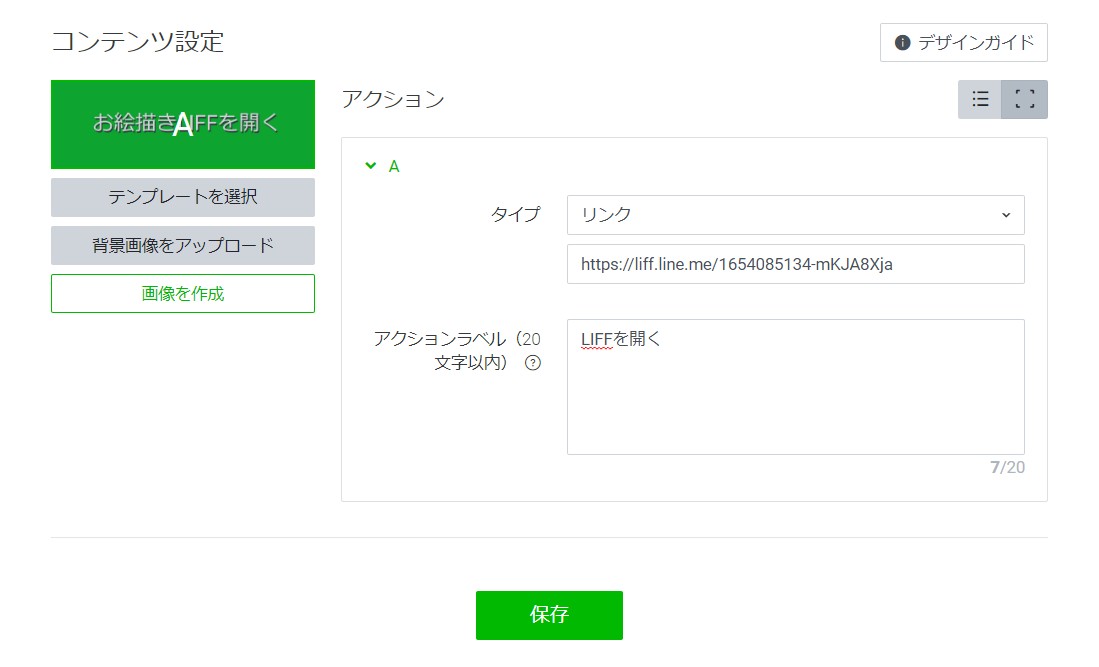 コンテンツ設定
デザインガイド
お絵描きLIFFを開く
A
テンプレートを選択
背景画像をアップロード
画像を作成
アクション
A
タイプ
リンク
https://liff.line.me/1654085134-mKJA8Xja
アクションラベル（20
文字以内）
LIFFを開く
7/20
保存